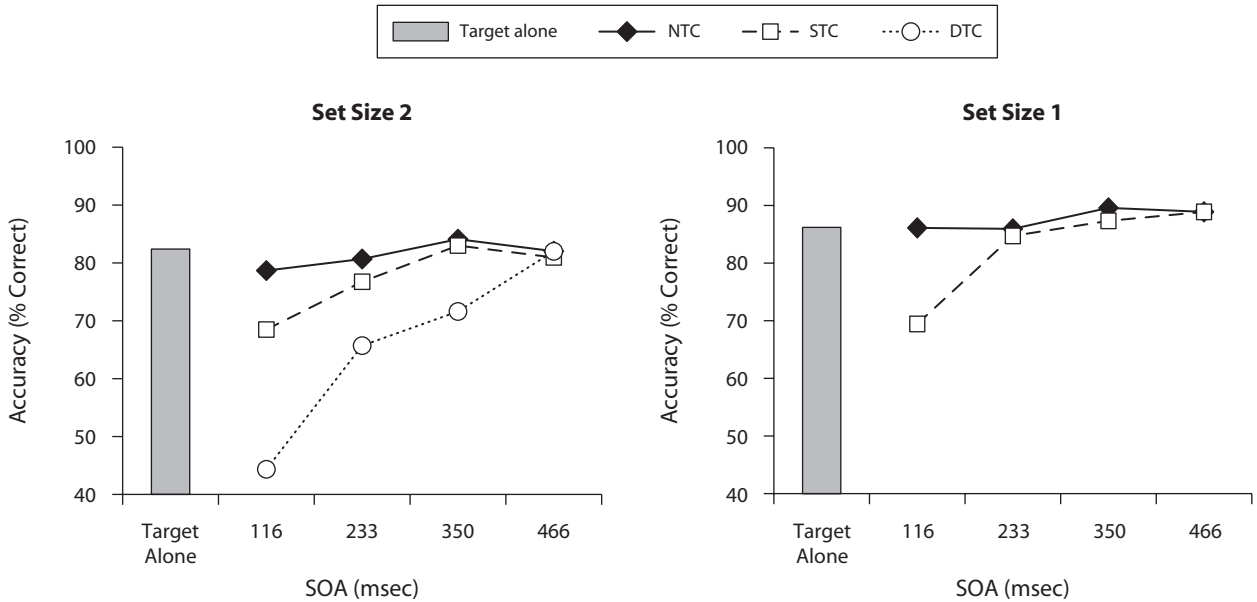 Target alone NTC STC DTC
Set Size 2
Accuracy (% Correct)
100
90
80
70
60
50
40
Target Alone
116 233 350 466
SOA (msec)
Set Size 1
Accuracy (% Correct)
100
90
80
70
60
50
40
Target Alone
116 233 350 466
SOA (msec)